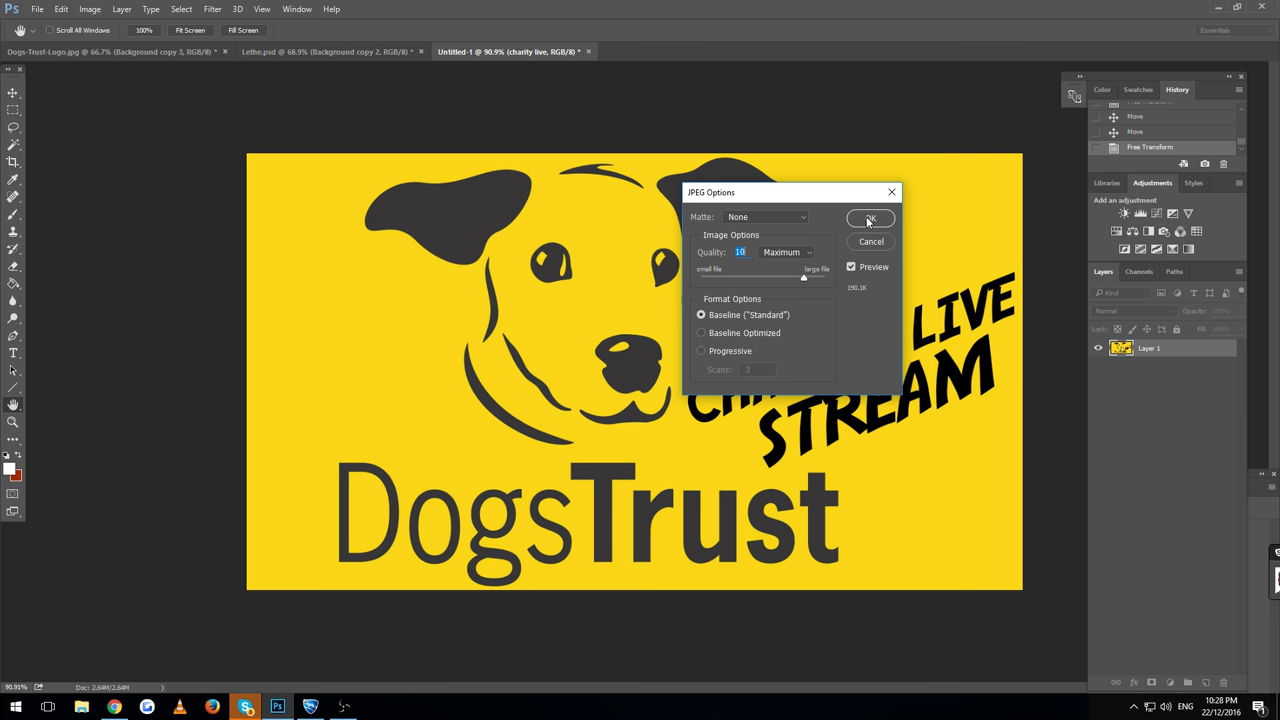 Ps File Edit Image Layer Type Select Filter 3D View Window Help
Scroll All Windows 100% Fit Screen Fill Screen Essentials
Dogs-Trust-Logo.jpg @ 66.7% (Background copy 3, RGB/8) * × Lethe.psd @ 68.9% (Background copy 2, RGB/8) * × Untitled-1 @ 90.9% (charity live, RGB/8) * ×
Color Swatches History
Move
Move
Free Transform
Libraries Adjustments Styles
Add an adjustment
Layers Channels Paths
Kind
Normal Opacity: 100%
Lock: Fill: 100%
Layer 1
JPEG Options
Matte: None OK
Image Options
Cancel
Quality: 10 Maximum
Preview
small file large file
190.1K
Format Options
Baseline ("Standard")
Baseline Optimized
Progressive
Scans: 3
LIVE
STREAM
DogsTrust
90.91% Doc: 2.64M/2.64M
10:28 PM
ENG
22/12/2016